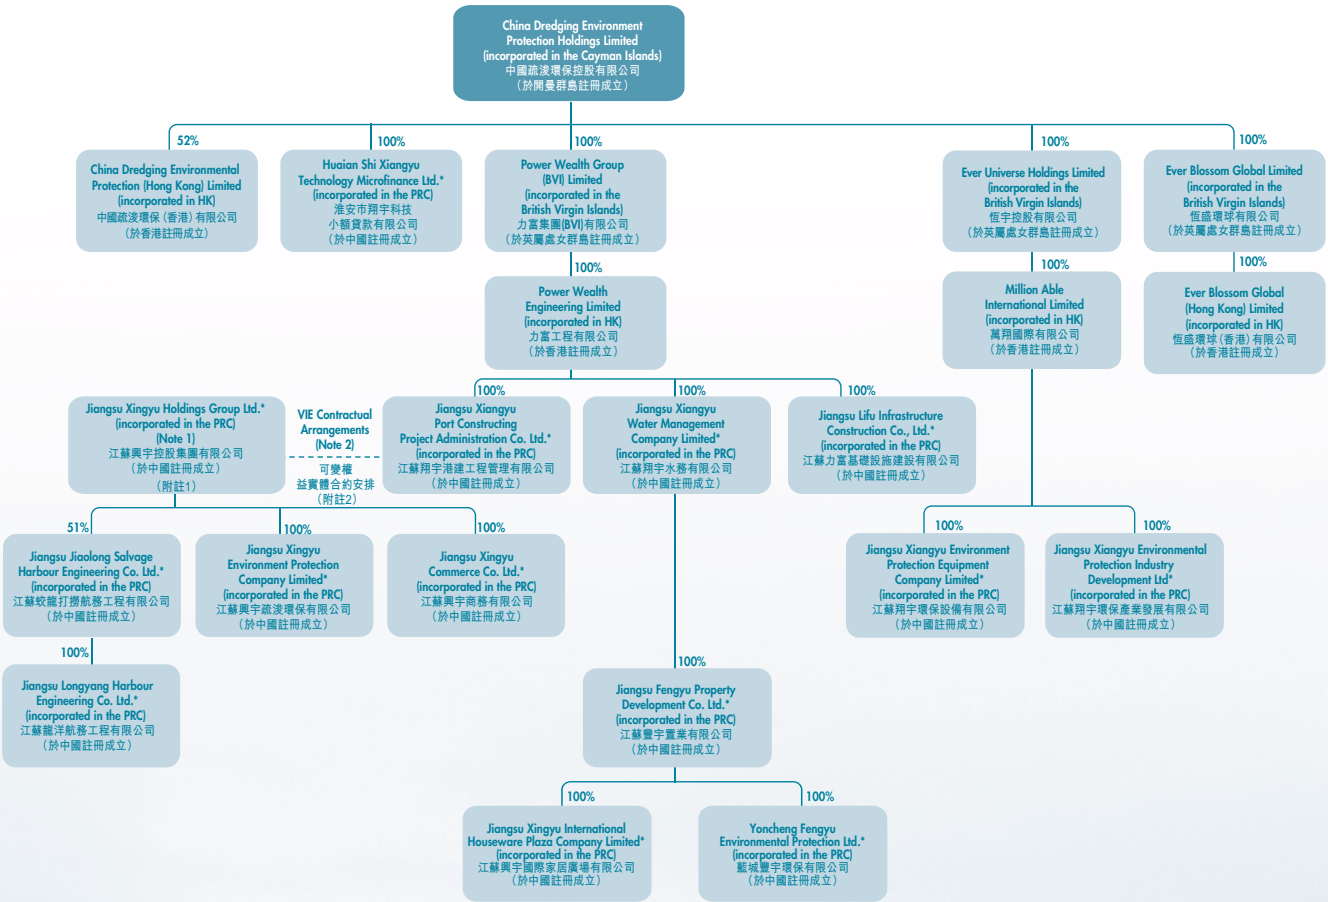 China Dredging Environment
Protection Holdings Limited
(incorporated in the Cayman Islands)
中國疏浚環保控股有限公司
(於開曼群島註冊成立)
52%
China Dredging Environmental
Protection (Hong Kong) Limited
(incorporated in HK)
中國疏浚環保(香港)有限公司
(於香港註冊成立)
100%
Huaian Shi Xiangyu
Technology Microfinance Ltd.*
(incorporated in the PRC)
淮安市翔宇科技
小額貸款有限公司
(於中國註冊成立)
100%
Power Wealth Group
(BVI) Limited
(incorporated in the
British Virgin Islands)
力富集團(BVI)有限公司
(於英屬處女群島註冊成立)
100%
Ever Universe Holdings Limited
(incorporated in the
British Virgin Islands)
恆宇控股有限公司
(於英屬處女群島註冊成立)
100%
Ever Blossom Global Limited
(incorporated in the
British Virgin Islands)
恆盛環球有限公司
(於英屬處女群島註冊成立)
100%
Power Wealth
Engineering Limited
(incorporated in HK)
力富工程有限公司
(於香港註冊成立)
100%
Million Able
International Limited
(incorporated in HK)
萬翔國際有限公司
(於香港註冊成立)
100%
Ever Blossom Global
(Hong Kong) Limited
(incorporated in HK)
恆盛環球(香港)有限公司
(於香港註冊成立)
Jiangsu Xingyu Holdings Group Ltd.*
(incorporated in the PRC)
(Note 1)
江蘇興宇控股集團有限公司
(於中國註冊成立)
(附註1)
VIE Contractual
Arrangements
(Note 2)
可變權
益實體合約安排
(附註2)
100%
Jiangsu Xiangyu
Port Constructing
Project Administration Co. Ltd.*
(incorporated in the PRC)
江蘇翔宇港建工程管理有限公司
(於中國註冊成立)
100%
Jiangsu Xiangyu
Water Management
Company Limited*
(incorporated in the PRC)
江蘇翔宇水務有限公司
(於中國註冊成立)
100%
Jiangsu Lifu Infrastructure
Construction Co., Ltd.*
(incorporated in the PRC)
江蘇力富基礎設施建設有限公司
(於中國註冊成立)
51%
Jiangsu Jiaolong Salvage
Harbour Engineering Co. Ltd.*
(incorporated in the PRC)
江蘇蛟龍打撈航務工程有限公司
(於中國註冊成立)
100%
Jiangsu Xingyu
Environment Protection
Company Limited*
(incorporated in the PRC)
江蘇興宇疏浚環保有限公司
(於中國註冊成立)
100%
Jiangsu Xingyu
Commerce Co. Ltd.*
(incorporated in the PRC)
江蘇興宇商務有限公司
(於中國註冊成立)
100%
Jiangsu Xiangyu Environment
Protection Equipment
Company Limited*
(incorporated in the PRC)
江蘇翔宇環保設備有限公司
(於中國註冊成立)
100%
Jiangsu Xiangyu Environmental
Protection Industry
Development Ltd*
(incorporated in the PRC)
江蘇翔宇環保產業發展有限公司
(於中國註冊成立)
100%
Jiangsu Longyang Harbour
Engineering Co. Ltd.*
(incorporated in the PRC)
江蘇龍洋航務工程有限公司
(於中國註冊成立)
100%
Jiangsu Fengyu Property
Development Co. Ltd.*
(incorporated in the PRC)
江蘇豐宇置業有限公司
(於中國註冊成立)
100%
Jiangsu Xingyu International
Houseware Plaza Company Limited*
(incorporated in the PRC)
江蘇興宇國際家居廣場有限公司
(於中國註冊成立)
100%
Yoncheng Fengyu
Environmental Protection Ltd.*
(incorporated in the PRC)
藍城豐宇環保有限公司
(於中國註冊成立)